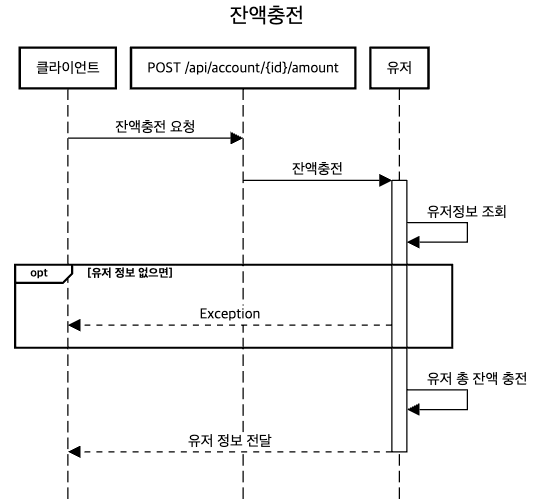 잔액충전
클라이언트
POST /api/account/{id}/amount
유저
잔액충전 요청
잔액충전
유저정보 조회
opt [유저 정보 없으면]
Exception
유저 총 잔액 충전
유저 정보 전달